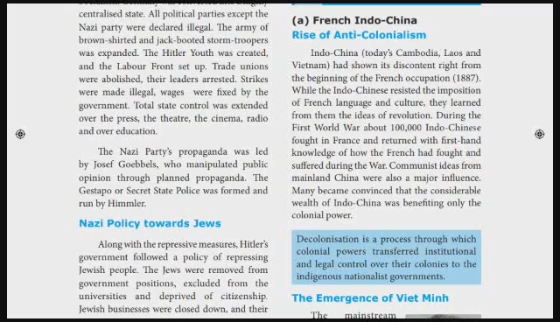 centralised state. All political parties except the
Nazi party were declared illegal. The army of
brown-shirted and jack-booted storm-troopers
was expanded. The Hitler Youth was created,
and the Labour Front set up. Trade unions
were abolished, their leaders arrested. Strikes
were made illegal, wages were fixed by the
government. Total state control was extended
over the press, the theatre, the cinema, radio
and over education.
The Nazi Party's propaganda was led
by Josef Goebbels, who manipulated public
opinion through planned propaganda. The
Gestapo or Secret State Police was formed and
run by Himmler.
Nazi Policy towards Jews
Along with the repressive measures, Hitler's
government followed a policy of repressing
Jewish people. The Jews were removed from
government positions, excluded from the
universities and deprived of citizenship.
Jewish businesses were closed down, and their
(a) French Indo-China
Rise of Anti-Colonialism
Indo-China (today's Cambodia, Laos and
Vietnam) had shown its discontent right from
the beginning of the French occupation (1887).
While the Indo-Chinese resisted the imposition
of French language and culture, they learned
from them the ideas of revolution. During the
First World War about 100,000 Indo-Chinese
fought in France and returned with first-hand
knowledge of how the French had fought and
suffered during the War. Communist ideas from
mainland China were also a major influence.
Many became convinced that the considerable
wealth of Indo-China was benefiting only the
colonial power.
Decolonisation is a process through which
colonial powers transferred institutional
and legal control over their colonies to the
indigenous nationalist governments.
The Emergence of Viet Minh
The mainstream